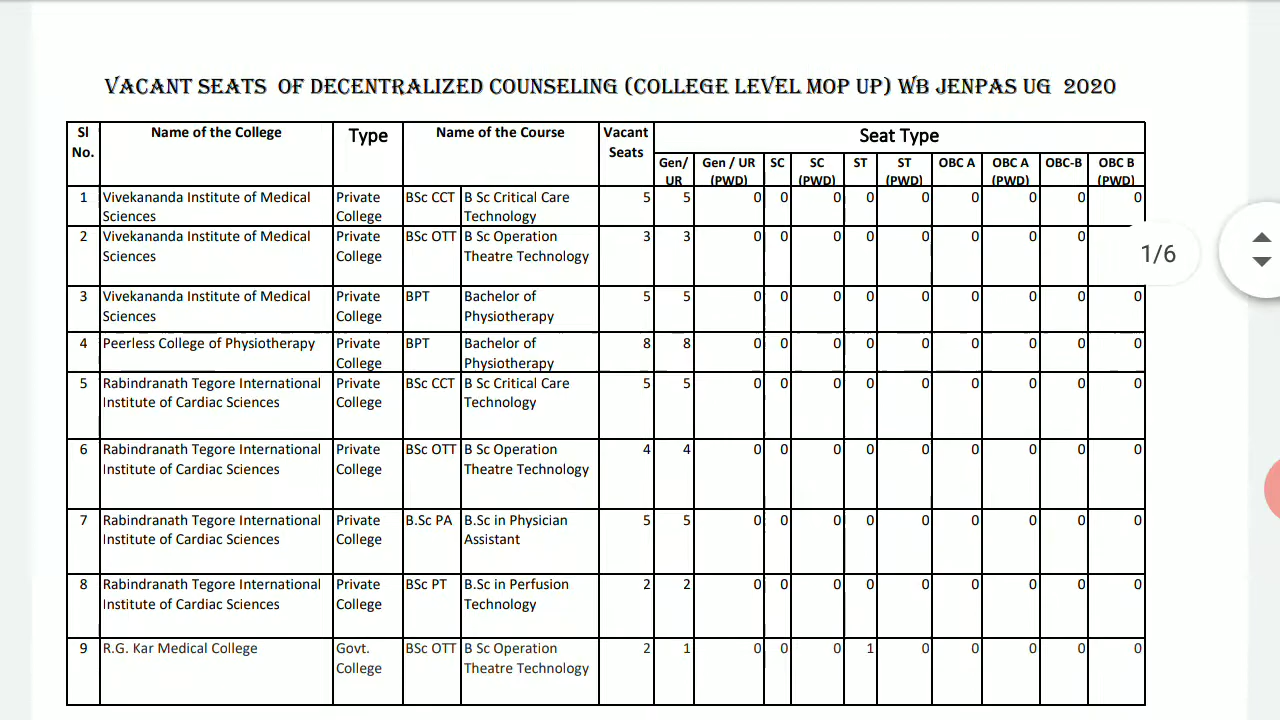 VACANT SEATS OF DECENTRALIZED COUNSELING (COLLEGE LEVEL MOP UP) WB JENPAS UG 2020
Sl No. Name of the College Type Name of the Course Vacant Seats Seat Type
Gen/ UR Gen / UR (PWD) SC SC (PWD) ST ST (PWD) OBC A OBC A (PWD) OBC-B OBC B (PWD)
1 Vivekananda Institute of Medical Sciences Private College BSc CCT B Sc Critical Care Technology 5 5 0 0 0 0 0 0 0 0 0
2 Vivekananda Institute of Medical Sciences Private College BSc OTT B Sc Operation Theatre Technology 3 3 0 0 0 0 0 0 0 0
1/6
3 Vivekananda Institute of Medical Sciences Private College BPT Bachelor of Physiotherapy 5 5 0 0 0 0 0 0 0 0 0
4 Peerless College of Physiotherapy Private College BPT Bachelor of Physiotherapy 8 8 0 0 0 0 0 0 0 0 0
5 Rabindranath Tegore International Institute of Cardiac Sciences Private College BSc CCT B Sc Critical Care Technology 5 5 0 0 0 0 0 0 0 0 0
6 Rabindranath Tegore International Institute of Cardiac Sciences Private College BSc OTT B Sc Operation Theatre Technology 4 4 0 0 0 0 0 0 0 0 0
7 Rabindranath Tegore International Institute of Cardiac Sciences Private College B.Sc PA B.Sc in Physician Assistant 5 5 0 0 0 0 0 0 0 0 0
8 Rabindranath Tegore International Institute of Cardiac Sciences Private College BSc PT B.Sc in Perfusion Technology 2 2 0 0 0 0 0 0 0 0 0
9 R.G. Kar Medical College Govt. College BSc OTT B Sc Operation Theatre Technology 2 1 0 0 0 1 0 0 0 0 0